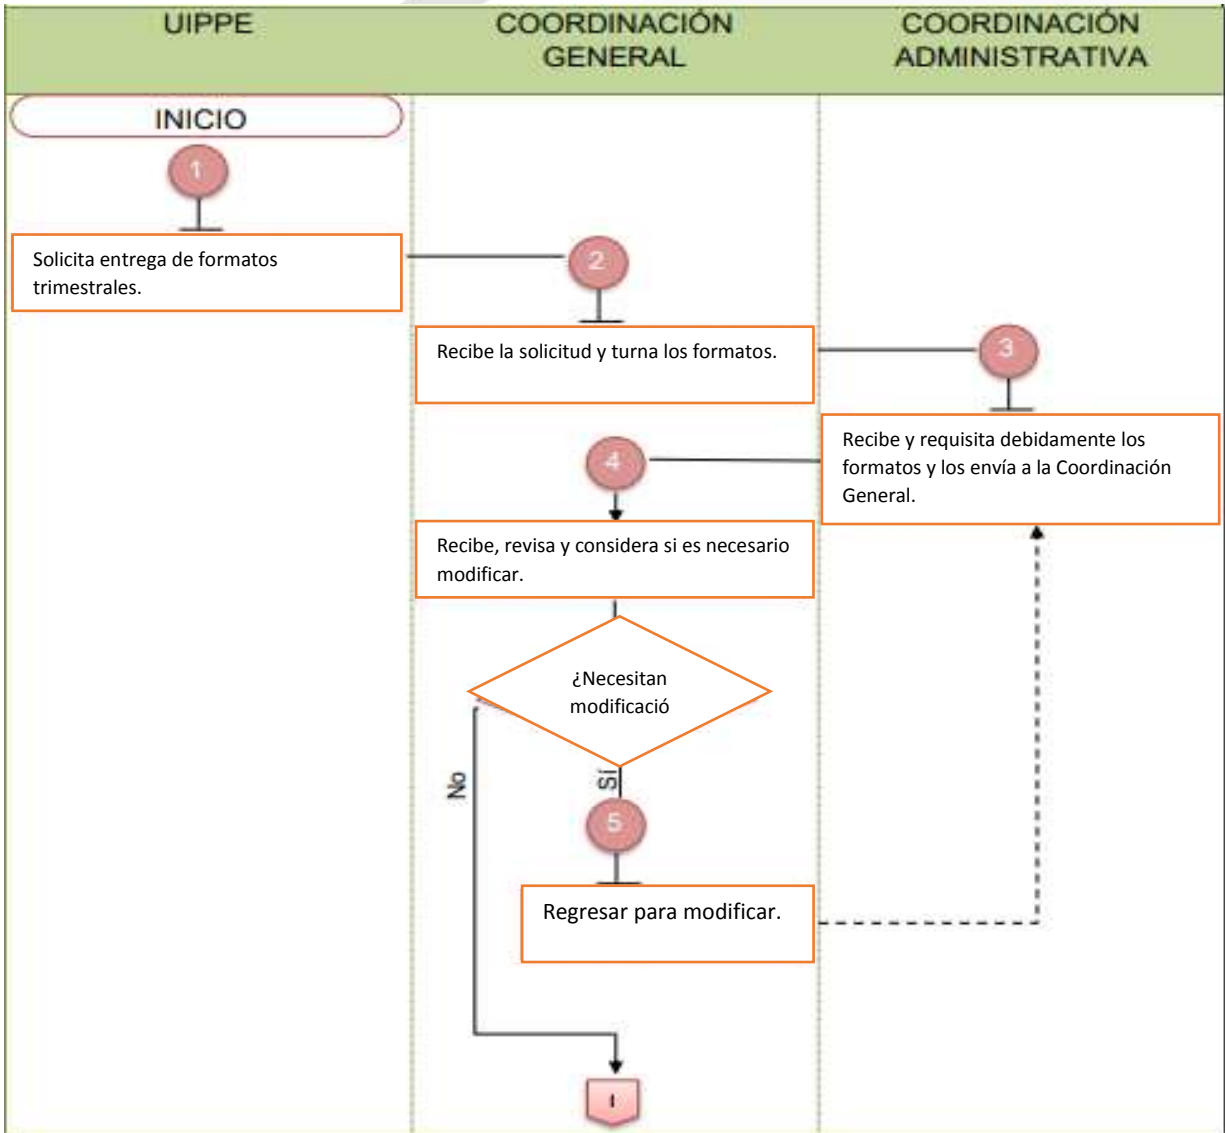 UIPPE
COORDINACIÓN
GENERAL
COORDINACIÓN
ADMINISTRATIVA
INICIO
1
Solicita entrega de formatos
trimestrales.
2
Recibe la solicitud y turna los formatos.
3
Recibe y requisita debidamente los
formatos y los envía a la Coordinación
General.
4
Recibe, revisa y considera si es necesario
modificar.
¿Necesitan
modificació
No
Sí
5
Regresar para modificar.
I